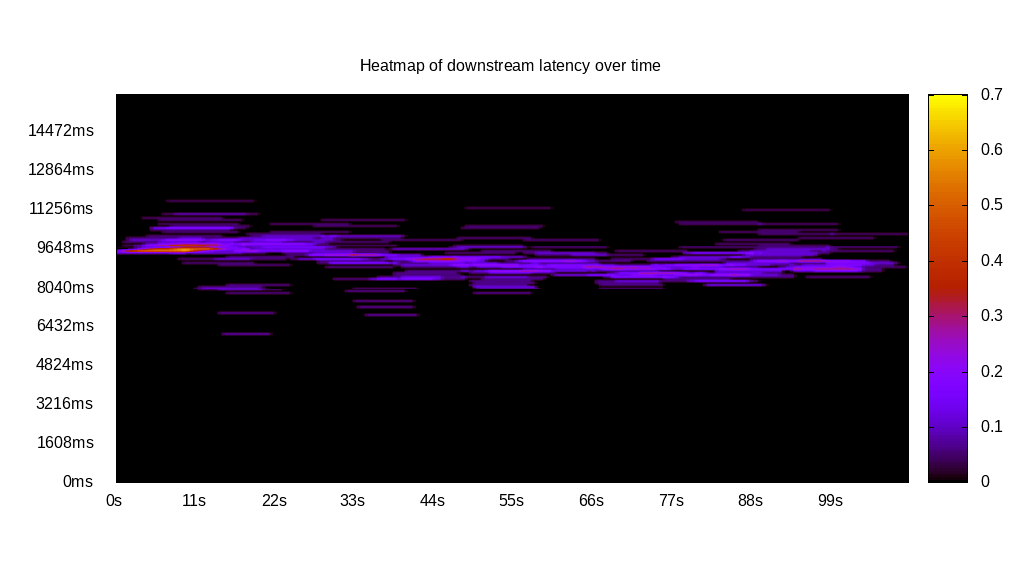 Heatmap of downstream latency over time
14472ms
12864ms
11256ms
9648ms
8040ms
6432ms
4824ms
3216ms
1608ms
0ms
0s 11s 22s 33s 44s 55s 66s 77s 88s 99s
0.7
0.6
0.5
0.4
0.3
0.2
0.1
0